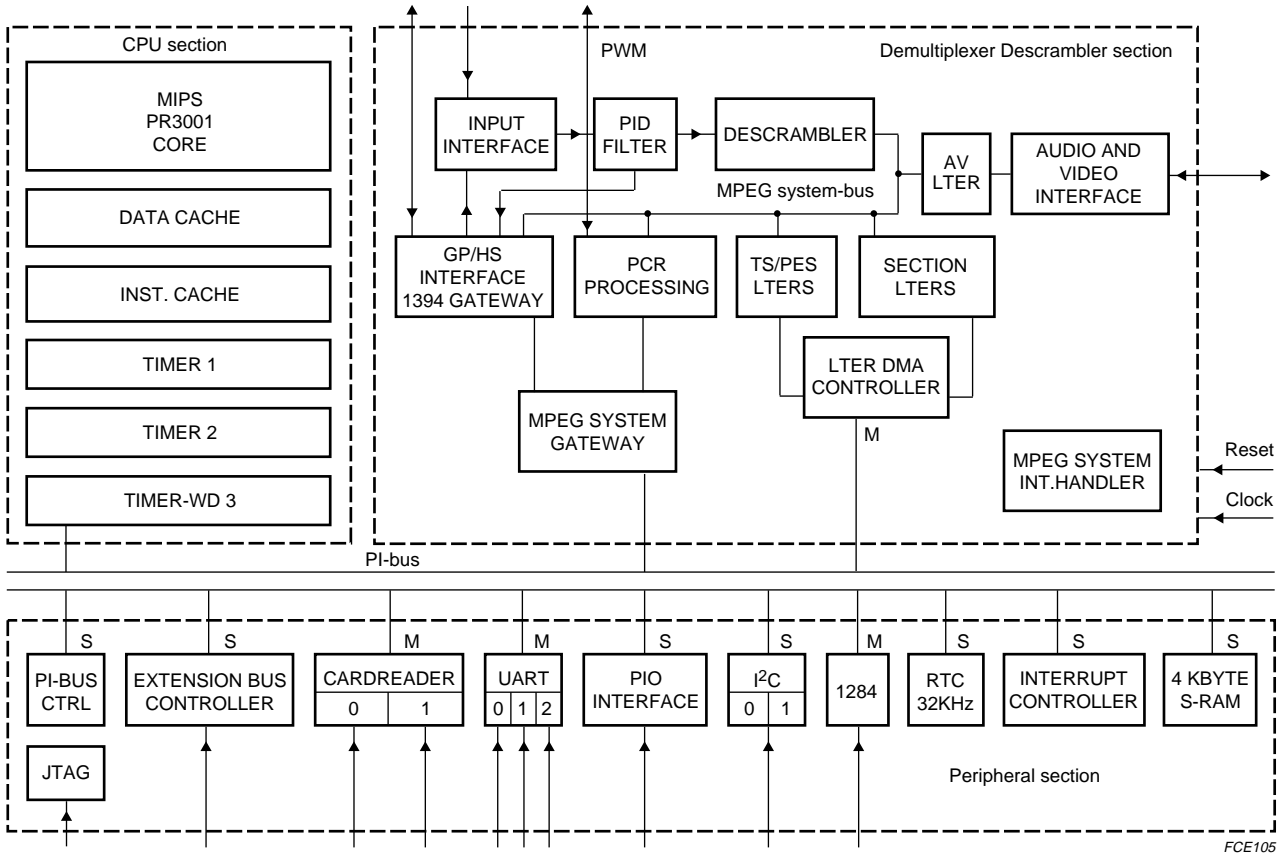 CPU section
MIPS
PR3001
CORE
DATA CACHE
INST. CACHE
TIMER 1
TIMER 2
TIMER-WD 3
PWM
Demultiplexer Descrambler section
INPUT
INTERFACE
PID
FILTER
DESCRAMBLER
AV
LTER
AUDIO AND
VIDEO
INTERFACE
MPEG system-bus
GP/HS
INTERFACE
1394 GATEWAY
PCR
PROCESSING
TS/PES
LTERS
SECTION
LTERS
LTER DMA
CONTROLLER
MPEG SYSTEM
GATEWAY
M
MPEG SYSTEM
INT.HANDLER
Reset
Clock
PI-bus
S
S
M
M
S
S
M
S
S
S
PI-BUS
CTRL
EXTENSION BUS
CONTROLLER
CARDREADER
0 1
UART
0 1 2
PIO
INTERFACE
I2C
0 1
1284
RTC
32KHz
INTERRUPT
CONTROLLER
4 KBYTE
S-RAM
JTAG
Peripheral section
FCE105